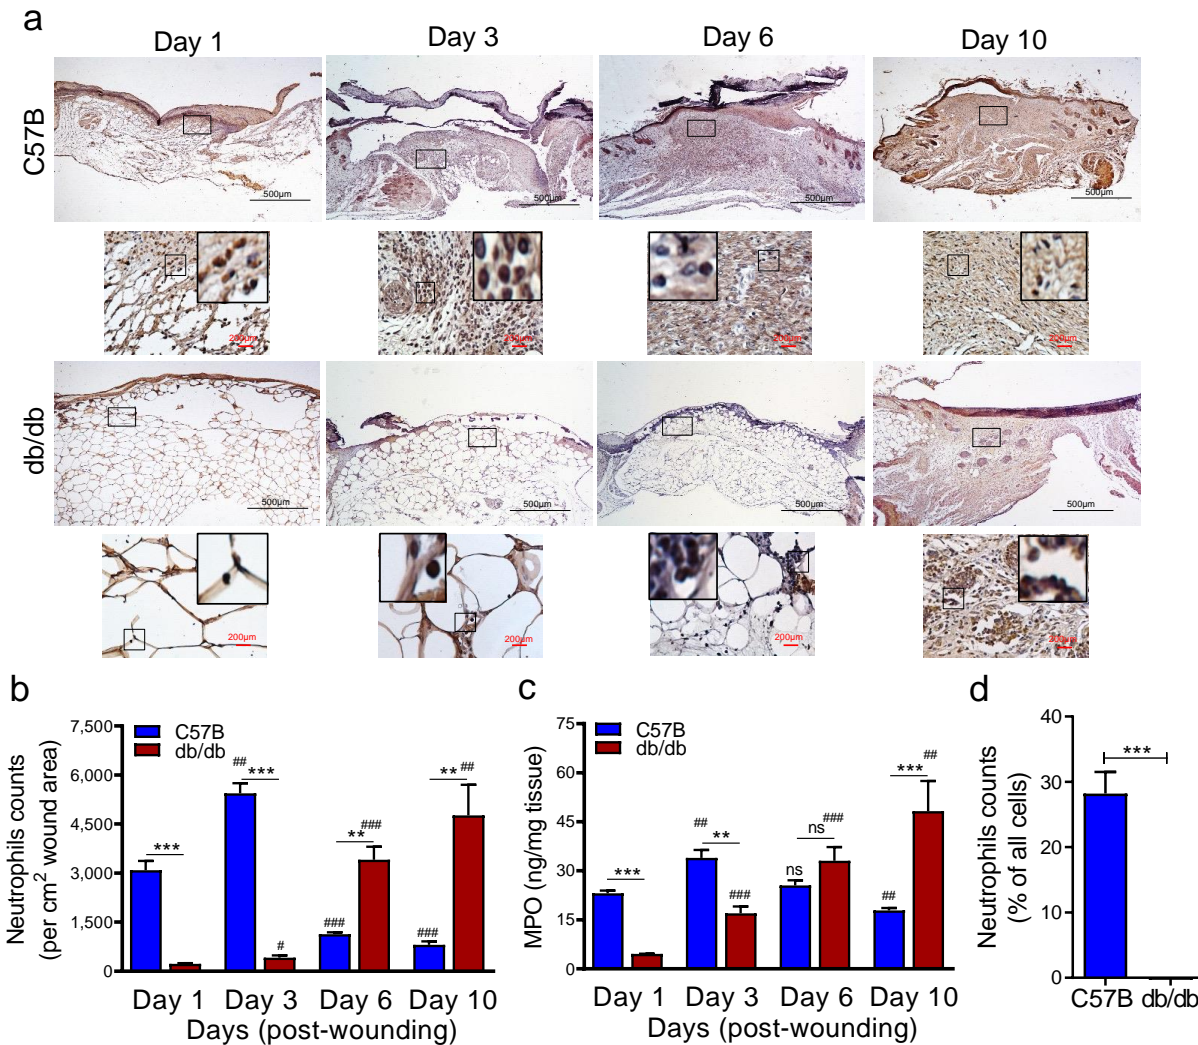 a
Day 1
Day 3
Day 6
Day 10
C57B
500µm
500µm
500µm
500µm
200µm
200µm
200µm
200µm
db/db
500µm
500µm
500µm
500µm
200µm
200µm
200µm
200µm
b
Neutrophils counts
(per cm² wound area)
7,500
6,000
4,500
3,000
1,500
0
C57B
db/db
***
##
***
#
###
**
###
###
**
##
Day 1
Day 3
Day 6
Day 10
Days (post-wounding)
c
MPO (ng/mg tissue)
75
60
45
30
15
0
C57B
db/db
***
##
**
###
ns
ns
###
##
***
##
Day 1
Day 3
Day 6
Day 10
Days (post-wounding)
d
Neutrophils counts
(% of all cells)
40
30
20
10
0
***
C57B
db/db